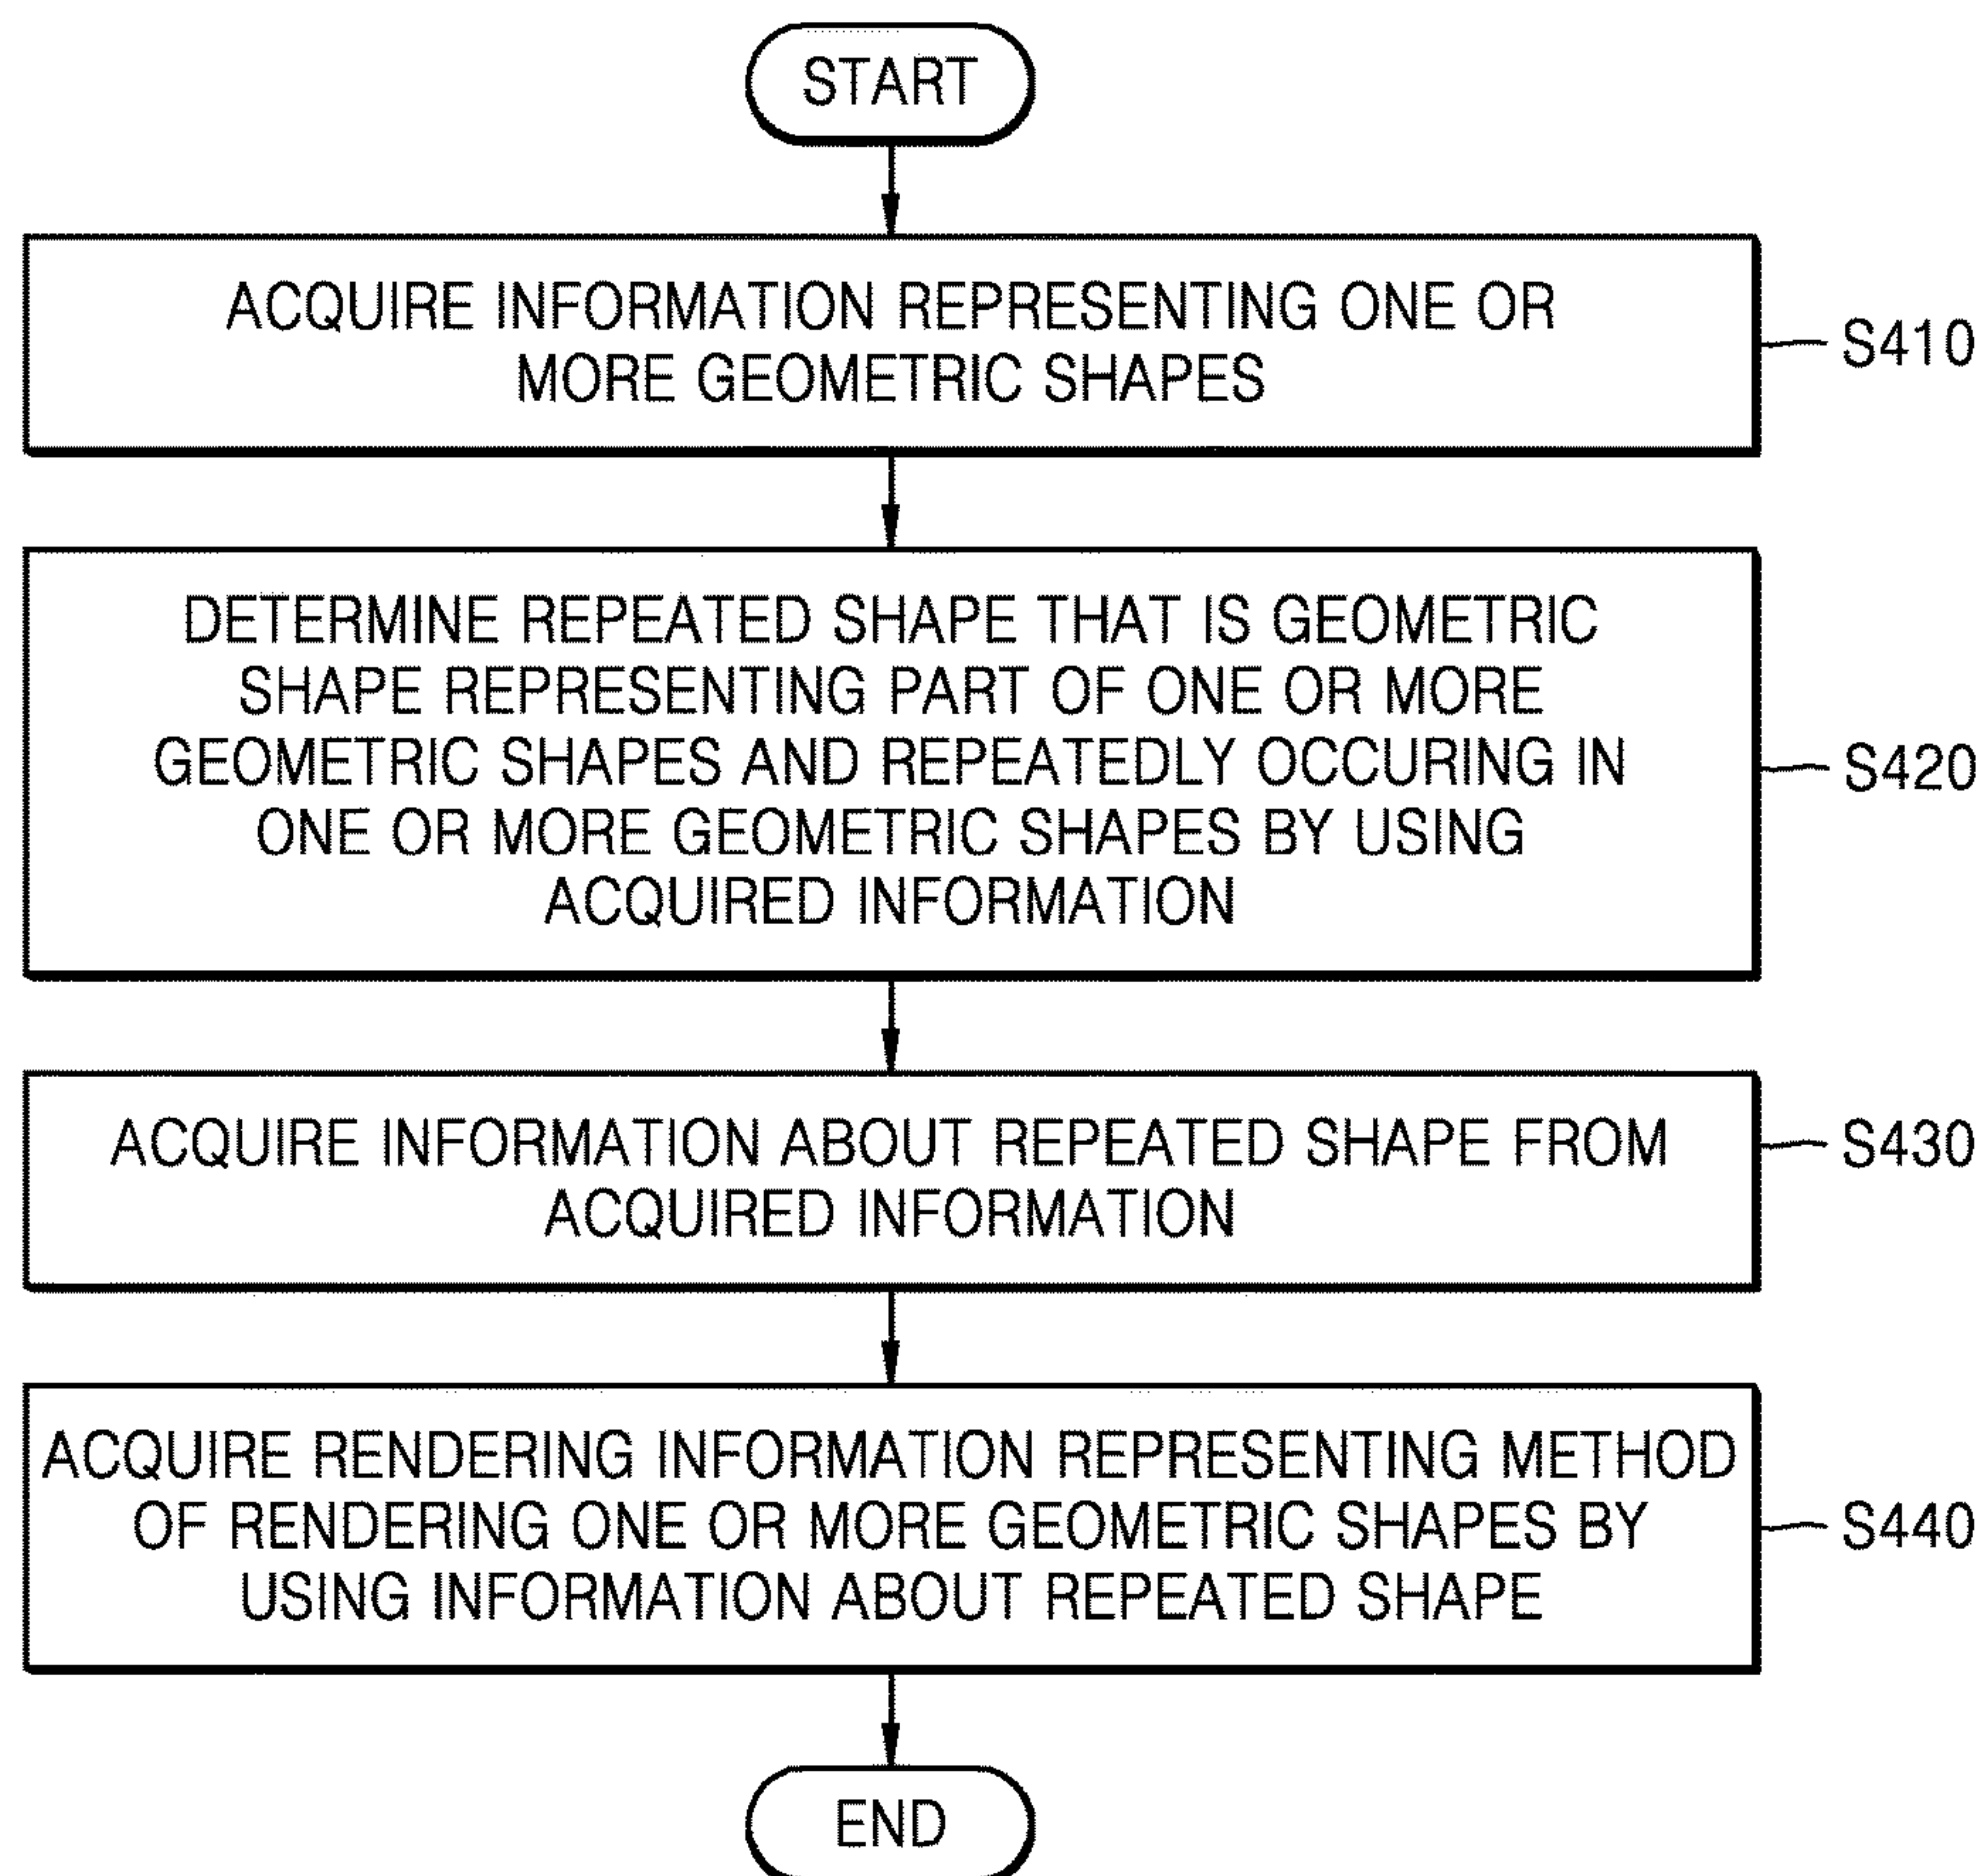 START
ACQUIRE INFORMATION REPRESENTING ONE OR
MORE GEOMETRIC SHAPES
S410
DETERMINE REPEATED SHAPE THAT IS GEOMETRIC
SHAPE REPRESENTING PART OF ONE OR MORE
GEOMETRIC SHAPES AND REPEATEDLY OCCURING IN
ONE OR MORE GEOMETRIC SHAPES BY USING
ACQUIRED INFORMATION
S420
ACQUIRE INFORMATION ABOUT REPEATED SHAPE FROM
ACQUIRED INFORMATION
S430
ACQUIRE RENDERING INFORMATION REPRESENTING METHOD
OF RENDERING ONE OR MORE GEOMETRIC SHAPES BY
USING INFORMATION ABOUT REPEATED SHAPE
S440
END